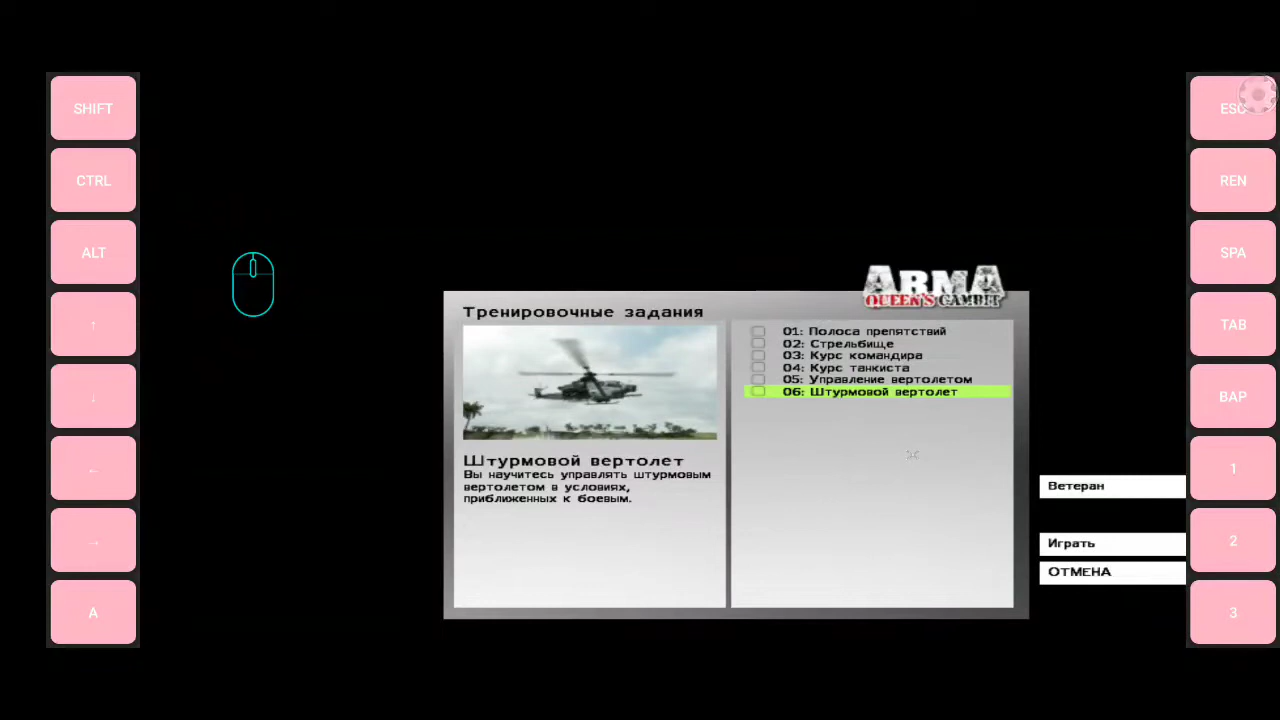 SHIFT
CTRL
ALT
↑
↓
←
→
A
ARMA
QUEEN'S GAMBIT
Тренировочные задания
Штурмовой вертолет
Вы научитесь управлять штурмовым
вертолетом в условиях,
приближенных к боевым.
01: Полоса препятствий
02: Стрельбище
03: Курс командира
04: Курс танкиста
05: Управление вертолетом
06: Штурмовой вертолет
Ветеран
Играть
ОТМЕНА
ESC
REN
SPA
TAB
BAP
1
2
3